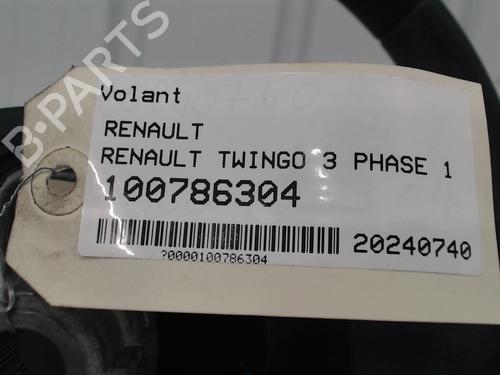 Volant
RENAULT
RENAULT TWINGO 3 PHASE 1
100786304
20240740
?0000100786304
B-PARTS